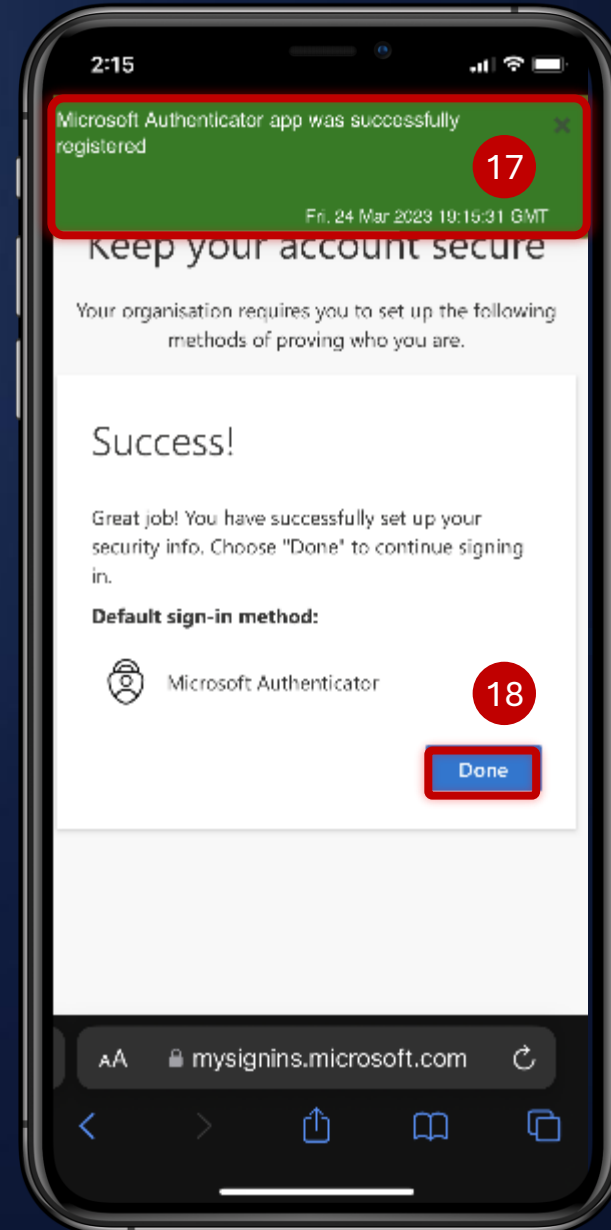 2:15
Microsoft Authenticator app was successfully
registered
17
Fri, 24 Mar 2023 19:15:31 GMT
Keep your account secure
Your organisation requires you to set up the following
methods of proving who you are.
Success!
Great job! You have successfully set up your
security info. Choose "Done" to continue signing
in.
Default sign-in method:
Microsoft Authenticator
18
Done
AA mysignins.microsoft.com